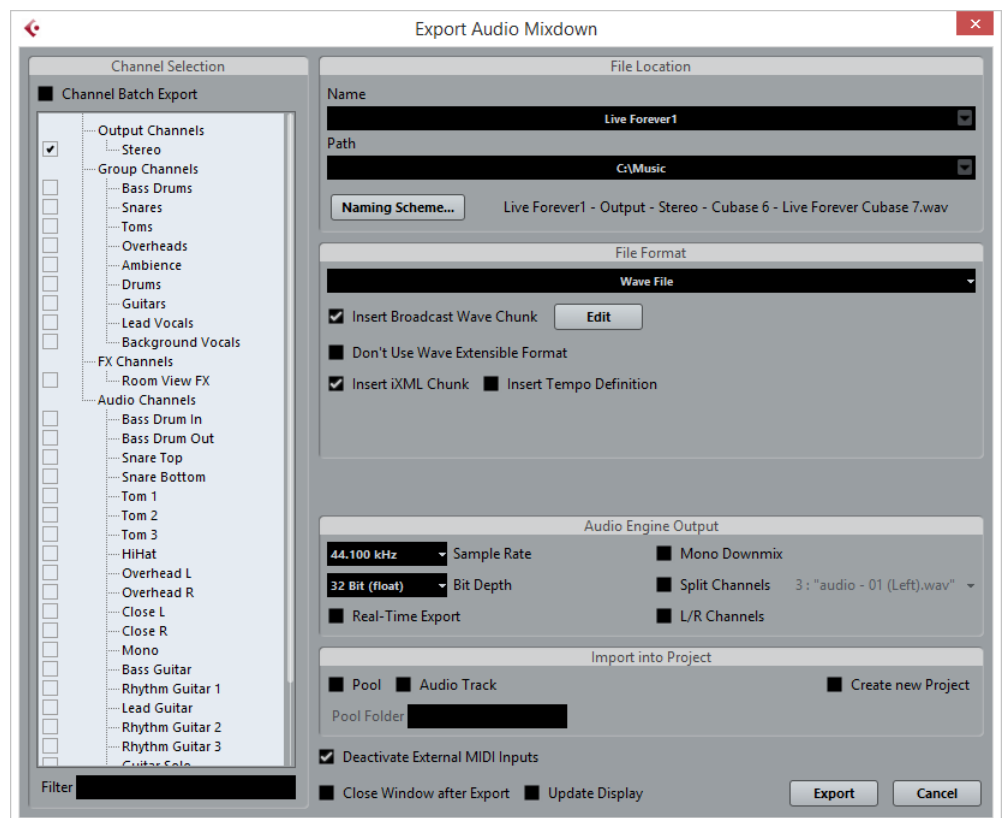 Export Audio Mixdown
Channel Selection
Channel Batch Export
Output Channels
Stereo
Group Channels
Bass Drums
Snares
Toms
Overheads
Ambience
Drums
Guitars
Lead Vocals
Background Vocals
FX Channels
Room View FX
Audio Channels
Bass Drum In
Bass Drum Out
Snare Top
Snare Bottom
Tom 1
Tom 2
Tom 3
HiHat
Overhead L
Overhead R
Close L
Close R
Mono
Bass Guitar
Rhythm Guitar 1
Lead Guitar
Rhythm Guitar 2
Rhythm Guitar 3
Guitar Solo
Filter
File Location
Name
Live Forever1
Path
C:\Music
Naming Scheme... Live Forever1 - Output - Stereo - Cubase 6 - Live Forever Cubase 7.wav
File Format
Wave File
Insert Broadcast Wave Chunk Edit
Don't Use Wave Extensible Format
Insert iXML Chunk Insert Tempo Definition
Audio Engine Output
44.100 kHz Sample Rate Mono Downmix
32 Bit (float) Bit Depth Split Channels 3 : "audio - 01 (Left).wav"
Real-Time Export L/R Channels
Import into Project
Pool Audio Track Create new Project
Pool Folder
Deactivate External MIDI Inputs
Close Window after Export Update Display Export Cancel